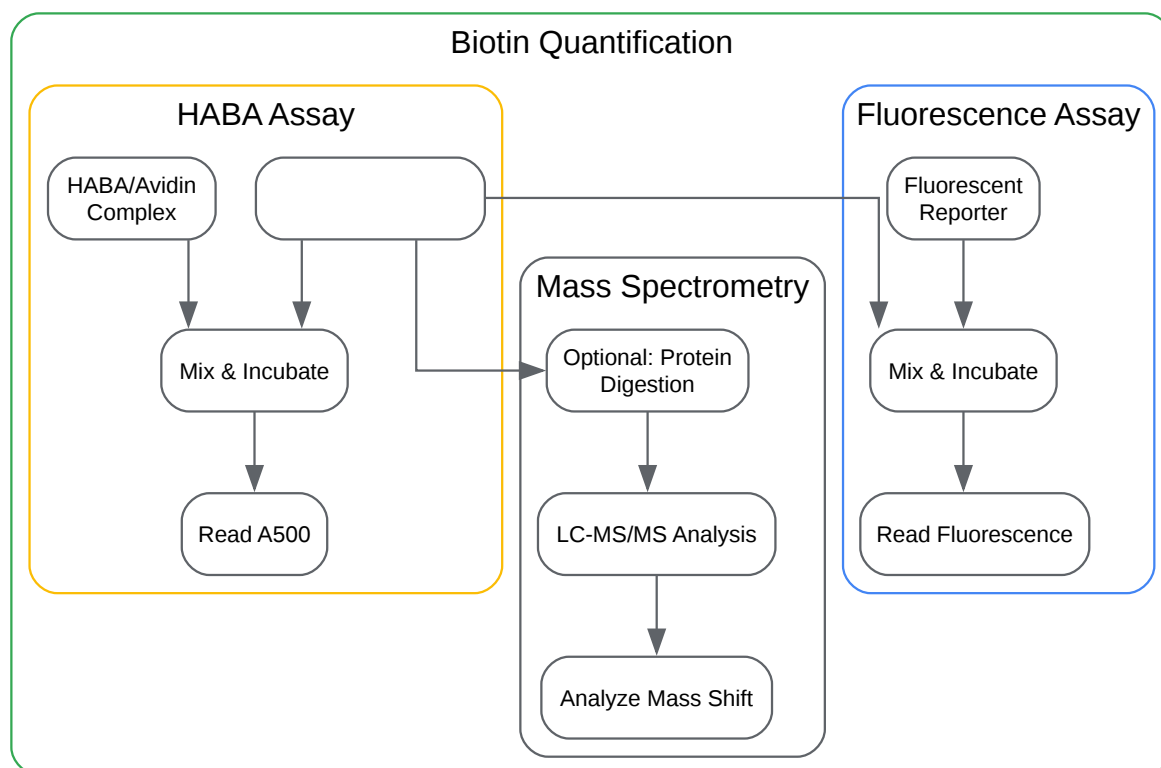 Biotin Quantification
HABA Assay
HABA/Avidin
Complex
Mix & Incubate
Read A500
Mass Spectrometry
Optional: Protein
Digestion
LC-MS/MS Analysis
Analyze Mass Shift
Fluorescence Assay
Fluorescent
Reporter
Mix & Incubate
Read Fluorescence